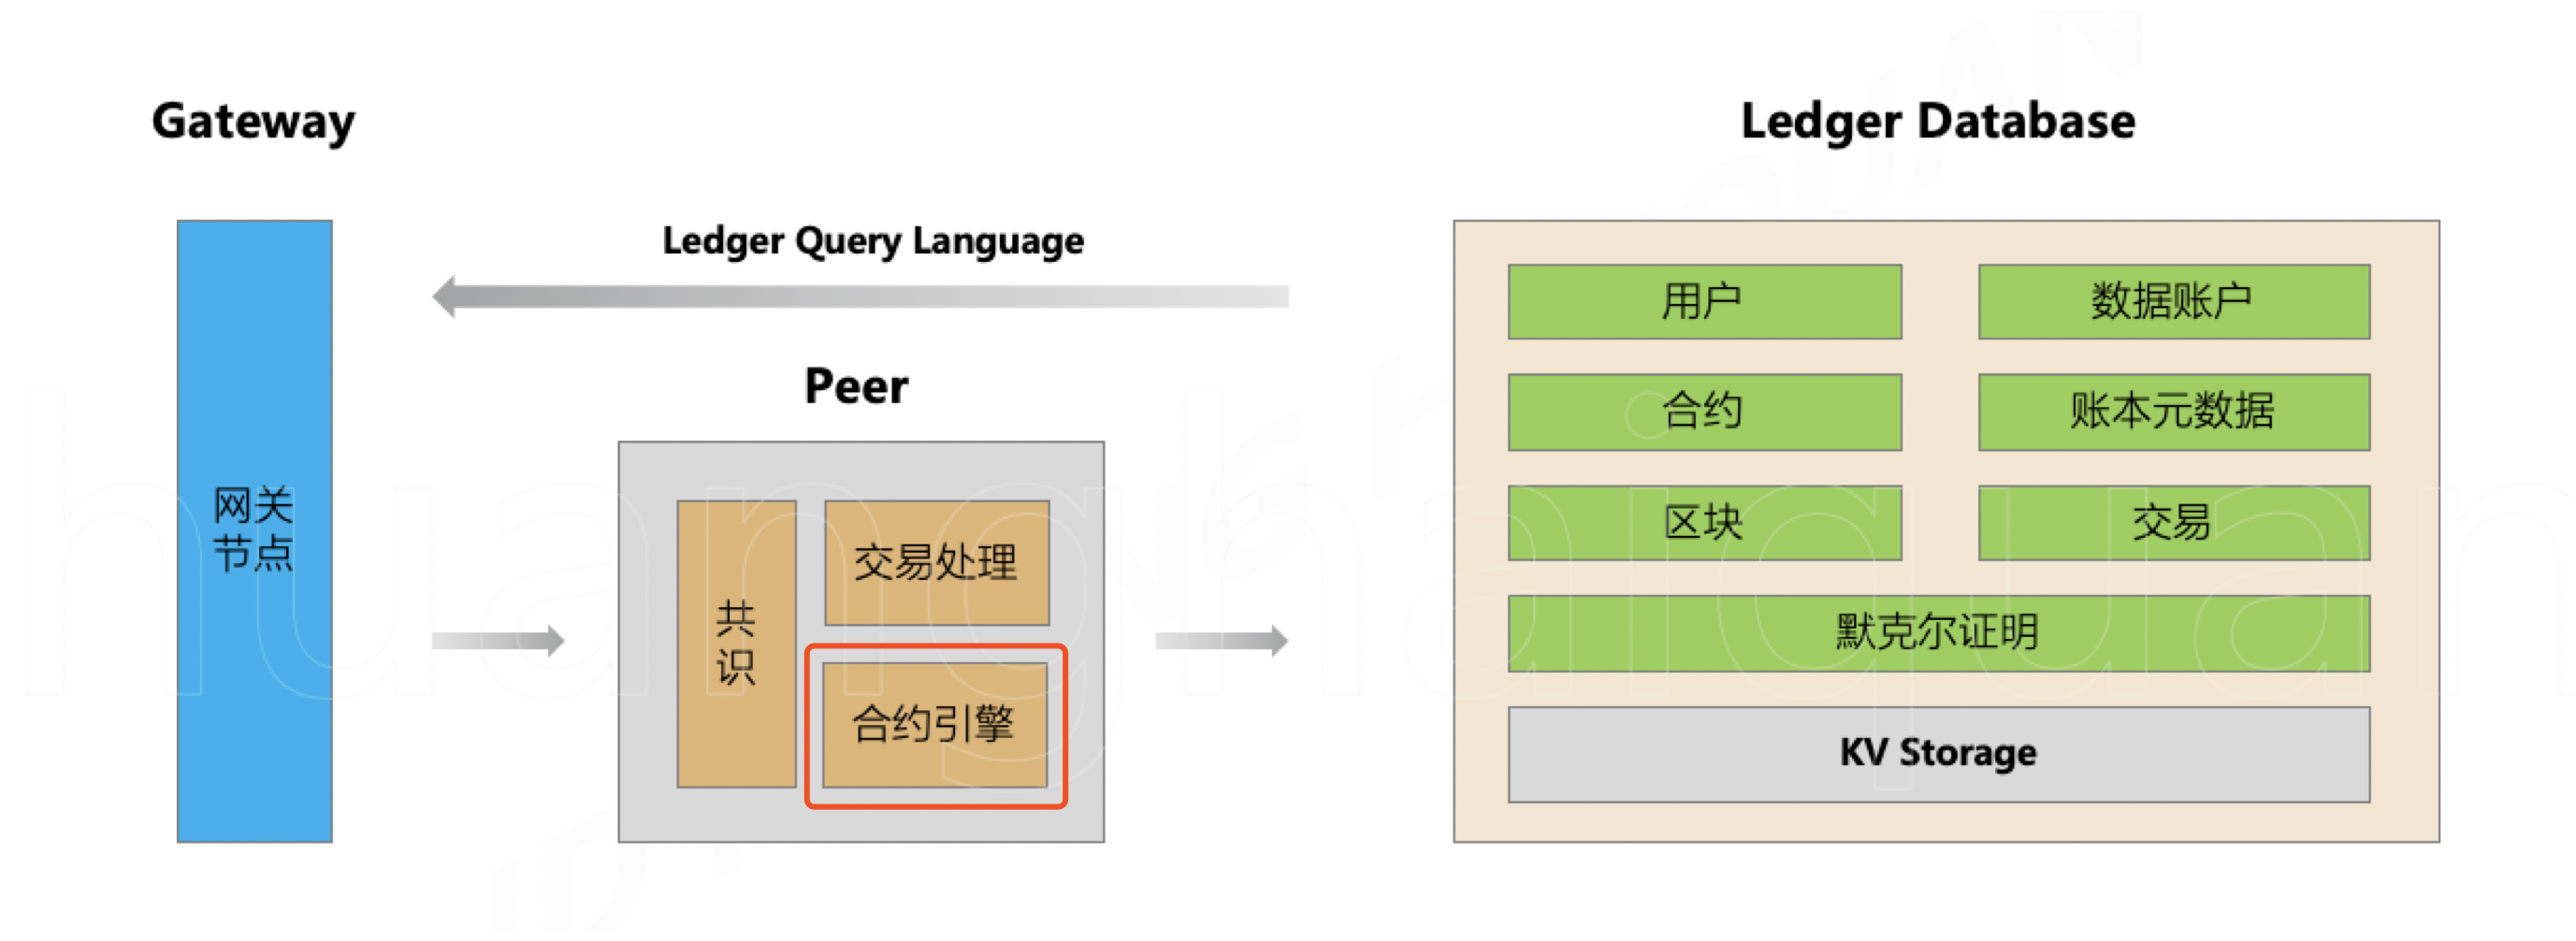 Gateway
网关
节点
Ledger Query Language
Peer
共
识
交易处理
合约引擎
Ledger Database
用户
数据账户
合约
账本元数据
区块
交易
默克尔证明
KV Storage
huanghaiquan